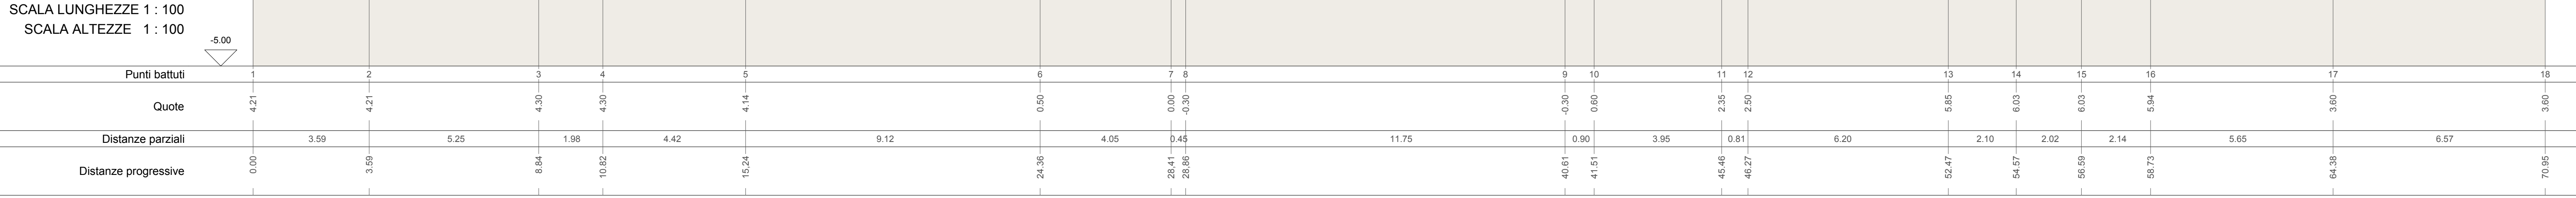 SCALA LUNGHEZZE 1 : 100
SCALA ALTEZZE 1 : 100
-5.00
Punti battuti 1 2 3 4 5 6 7 8 9 10 11 12 13 14 15 16 17 18
Quote 4.21 4.21 4.30 4.30 4.14 0.50 0.00 -0.30 -0.30 0.60 2.35 2.50 5.85 6.03 6.03 5.94 3.60 3.60
Distanze parziali 3.59 5.25 1.98 4.42 9.12 4.05 0.45 11.75 0.90 3.95 0.81 6.20 2.10 2.02 2.14 5.65 6.57
Distanze progressive 0.00 3.59 8.84 10.82 15.24 24.36 28.41 28.86 40.61 41.51 45.46 46.27 52.47 54.57 56.59 58.73 64.38 70.95